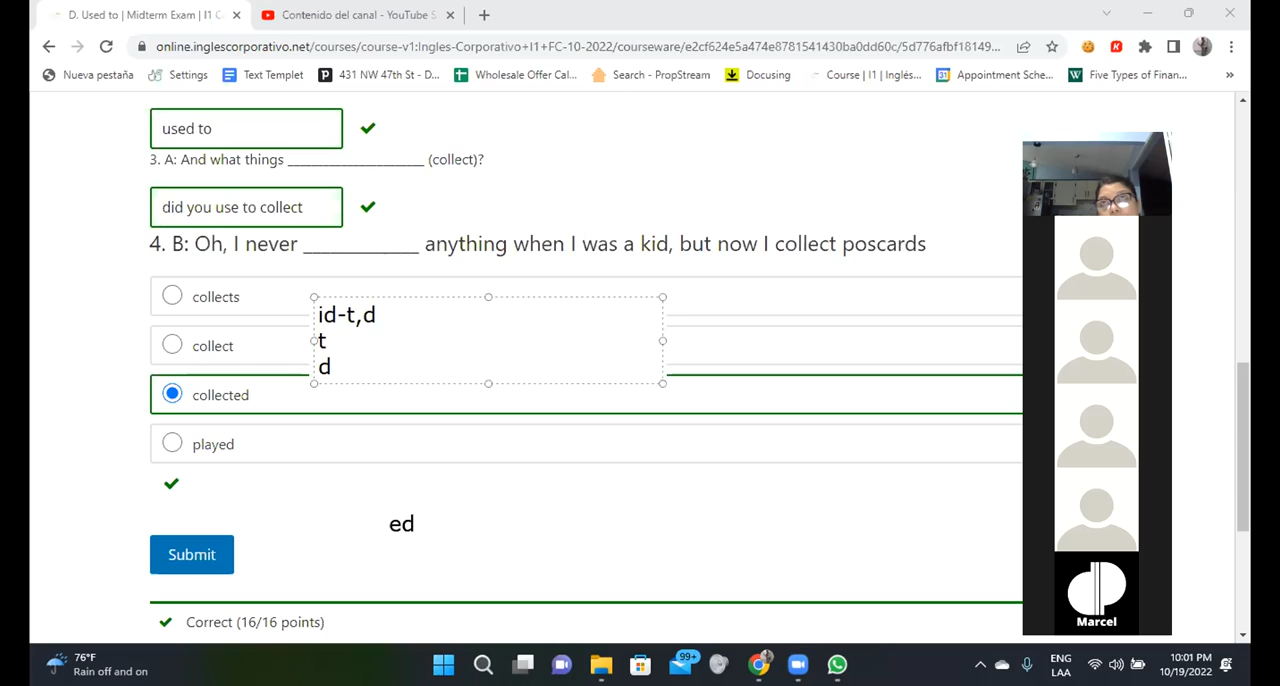 D. Used to | Midterm Exam | I1 C
Contenido del canal - YouTube S
online.inglescorporativo.net/courses/course-v1:Ingles-Corporativo+I1+FC-10-2022/courseware/e2cf624e5a474e8781541430ba0dd60c/5d776afbf18149...
Nueva pestaña
Settings
Text Templet
431 NW 47th St - D...
Wholesale Offer Cal...
Search - PropStream
Docusing
Course | I1 | Inglés...
Appointment Sche...
Five Types of Finan...
»
used to
3. A: And what things ____________________ (collect)?
did you use to collect
4. B: Oh, I never ___________ anything when I was a kid, but now I collect poscards
collects
id-t,d
t
collect
d
collected
played
ed
Submit
Correct (16/16 points)
Marcel
76°F
Rain off and on
99+
ENG
LAA
10:01 PM
10/19/2022